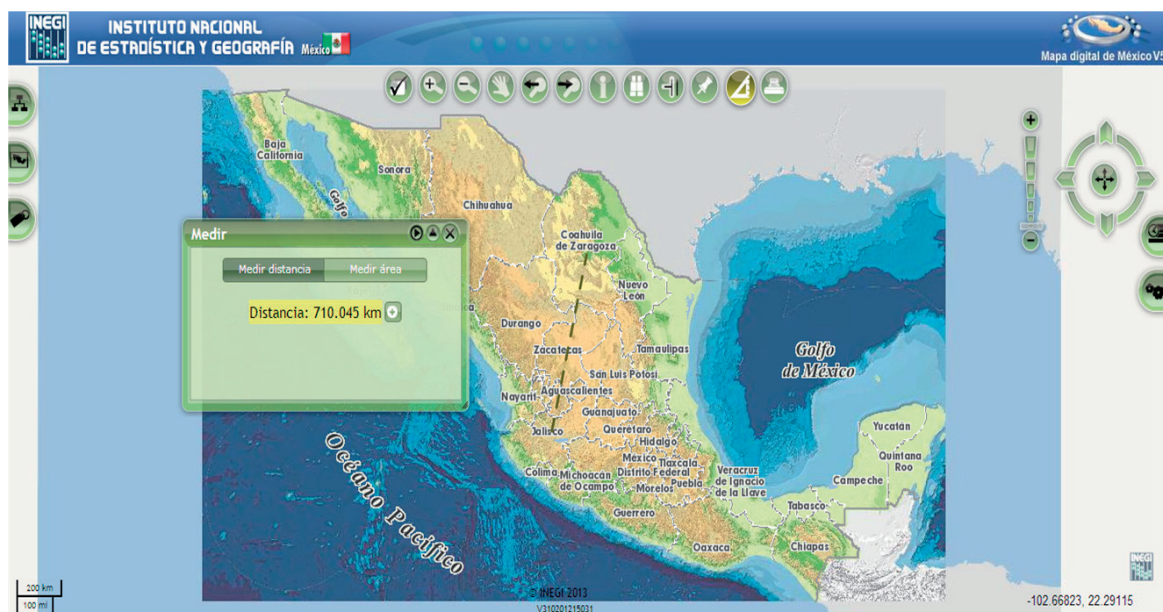 INEGI
INSTITUTO NACIONAL
DE ESTADÍSTICA Y GEOGRAFÍA México
Mapa digital de México V5
Baja
California
Sonora
Golfo
Chihuahua
Coahuila
de Zaragoza
Nuevo
León
Medir
Medir distancia
Medir área
Distancia: 710.045 km
Durango
Zacatecas
Tamaulipas
San Luis Potosí
Golfo
de México
Nayarit
Aguascalientes
Guanajuato
Jalisco
Querétaro
Hidalgo
Yucatan
Quintana
Roo
Campeche
México
Tlaxcala
Distrito Federal
Puebla
Morelos
Colima
Michoacán
de Ocampo
Veracruz
de Ignacio
de la Llave
Tabasco
Guerrero
Oaxaca
Chiapas
Océano Pacífico
200 km
100 mi
© INEGI 2013
V310201215031
INEGI
-102.66823, 22.29115